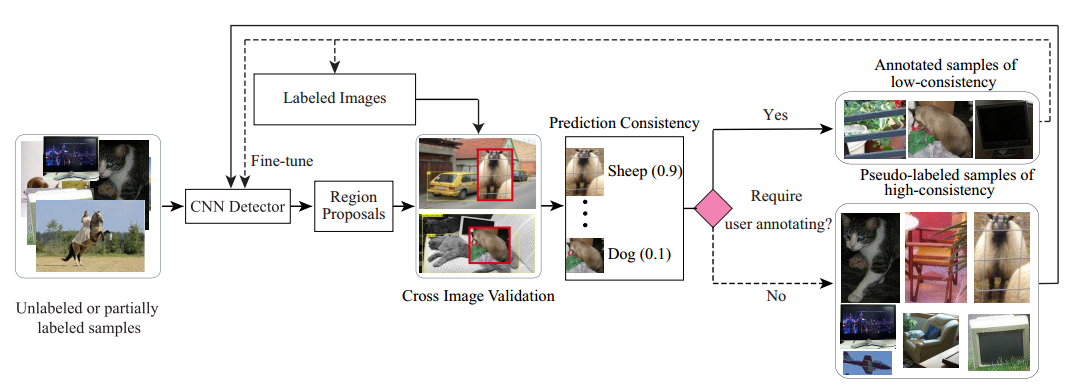 Annotated samples of
low-consistency
Labeled Images
Prediction Consistency
Yes
Sheep (0.9)
Fine-tune
CNN Detector
Region
Proposals
Require
user annotating?
Pseudo-labeled samples of
high-consistency
Dog (0.1)
Cross Image Validation
No
Unlabeled or partially
labeled samples